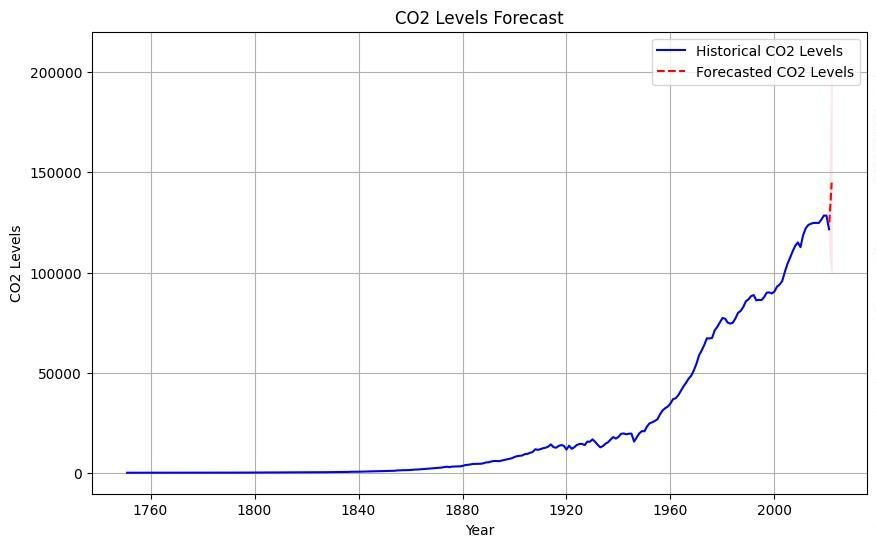 CO2 Levels Forecast
Historical CO2 Levels
Forecasted CO2 Levels
200000
150000
100000
50000
0
CO2 Levels
1760 1800 1840 1880 1920 1960 2000
Year